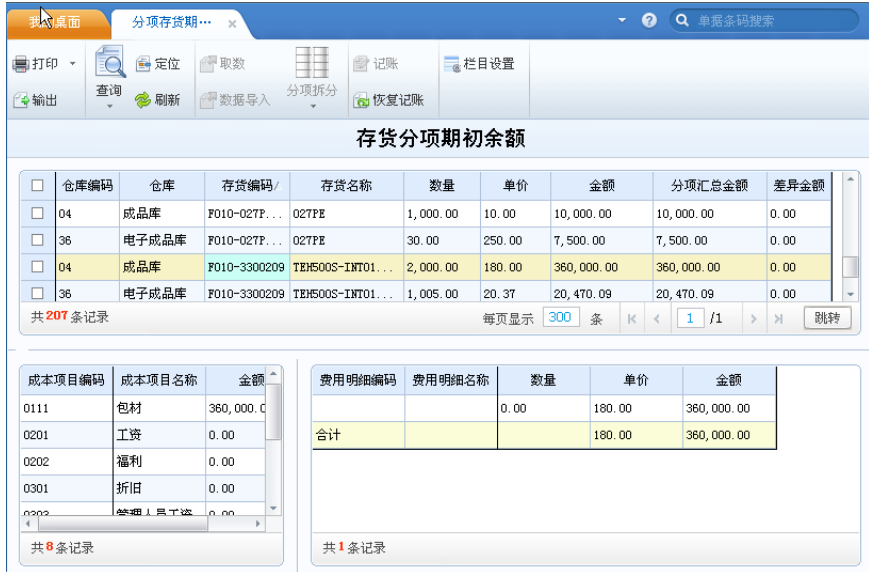 我的桌面 分项存货期… × ? 单据条码搜索
打印 查询 定位 取数 分项拆分 记账 栏目设置
输出 刷新 数据导入 恢复记账
存货分项期初余额
仓库编码 仓库 存货编码 存货名称 数量 单价 金额 分项汇总金额 差异金额
04 成品库 F010-027P... 027PE 1,000.00 10.00 10,000.00 10,000.00 0.00
36 电子成品库 F010-027P... 027PE 30.00 250.00 7,500.00 7,500.00 0.00
04 成品库 F010-3300209 TEH500S-INT01... 2,000.00 180.00 360,000.00 360,000.00 0.00
36 电子成品库 F010-3300209 TEH500S-INT01... 1,005.00 20.37 20,470.09 20,470.09 0.00
共207条记录 每页显示 300 条 1 /1 跳转
成本项目编码 成本项目名称 金额
0111 包材 360,000.0
0201 工资 0.00
0202 福利 0.00
0301 折旧 0.00
管理人员工资 0.00
共8条记录
费用明细编码 费用明细名称 数量 单价 金额
0.00 180.00 360,000.00
合计 180.00 360,000.00
共1条记录